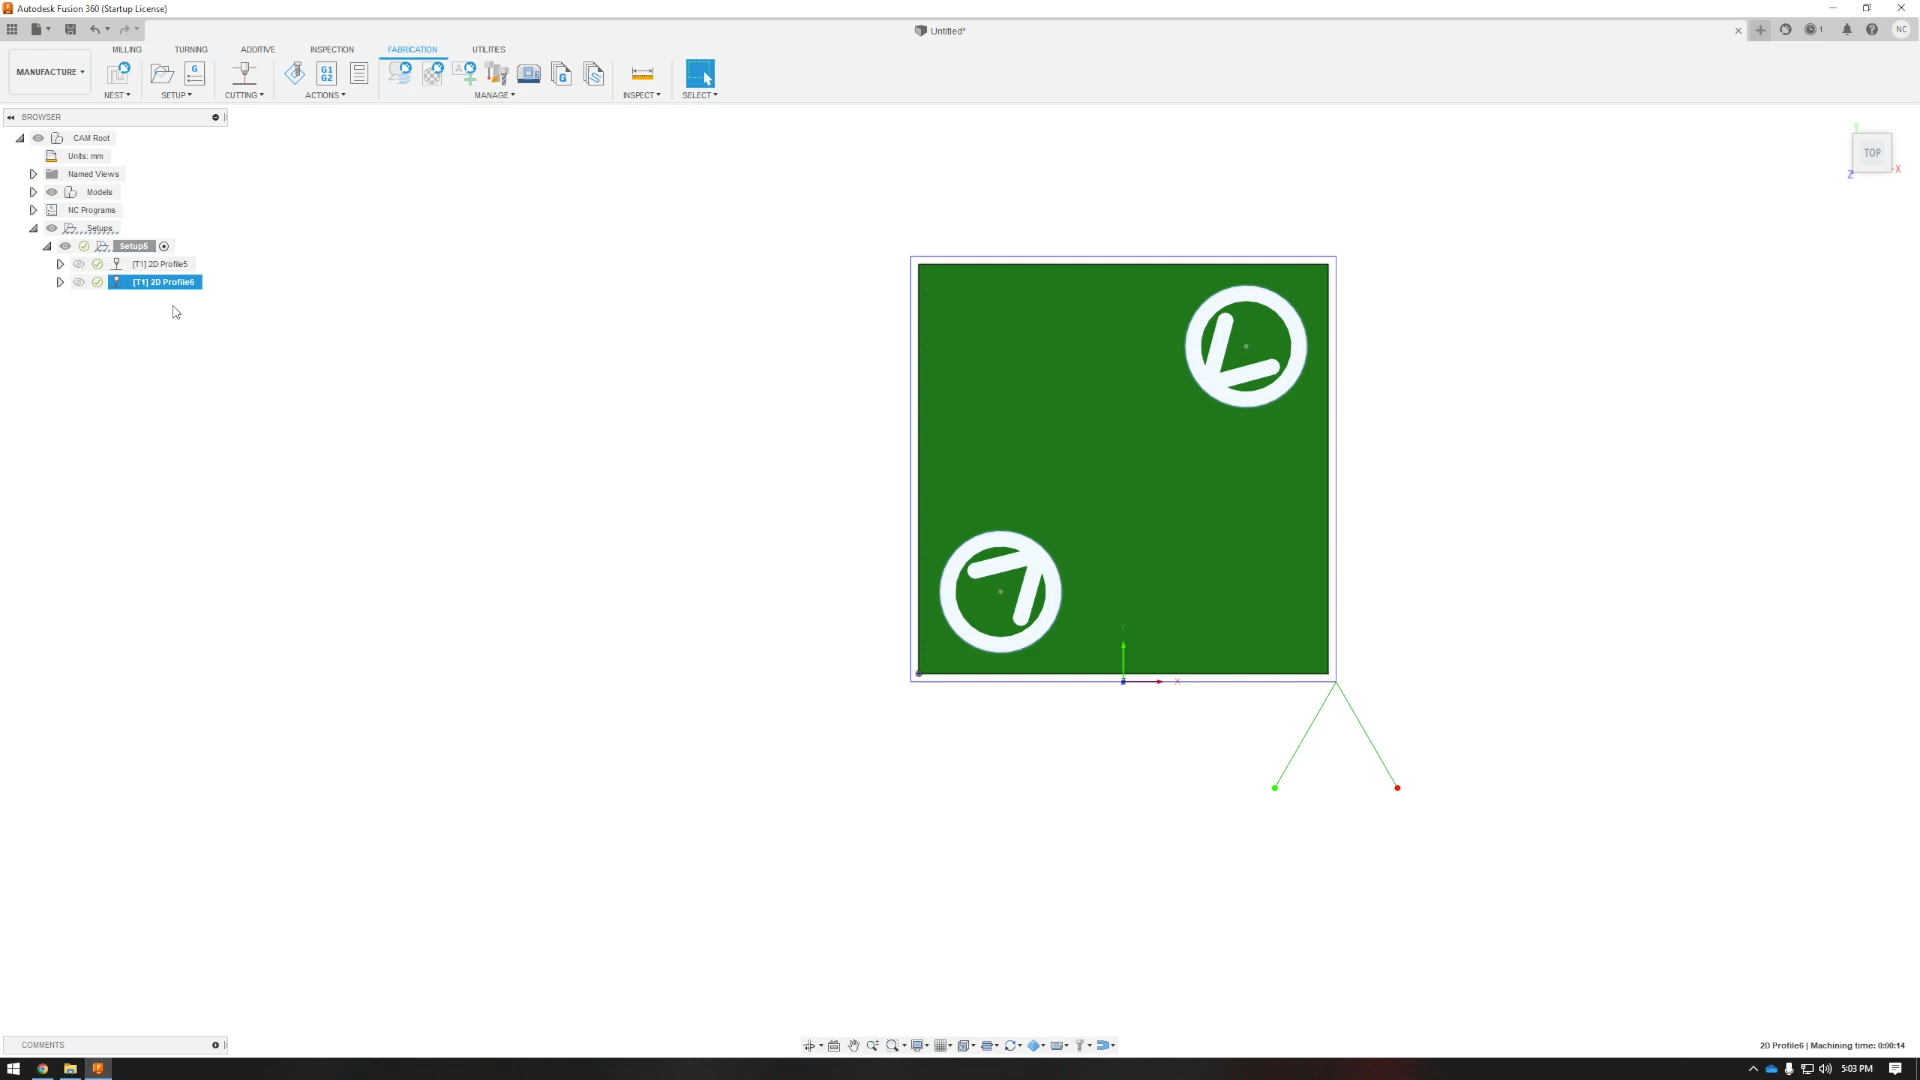 Autodesk Fusion 360 (Startup License)
Untitled*
1
NC
MILLING
TURNING
ADDITIVE
INSPECTION
FABRICATION
UTILITIES
MANUFACTURE
NEST
SETUP
CUTTING
ACTIONS
MANAGE
INSPECT
SELECT
BROWSER
CAM Root
Units: mm
Named Views
Models
NC Programs
Setups
Setup5
[T1] 2D Profile5
[T1] 2D Profile6
Y
TOP
X
Z
Y
X
COMMENTS
2D Profile6 | Machining time: 0:00:14
5:03 PM